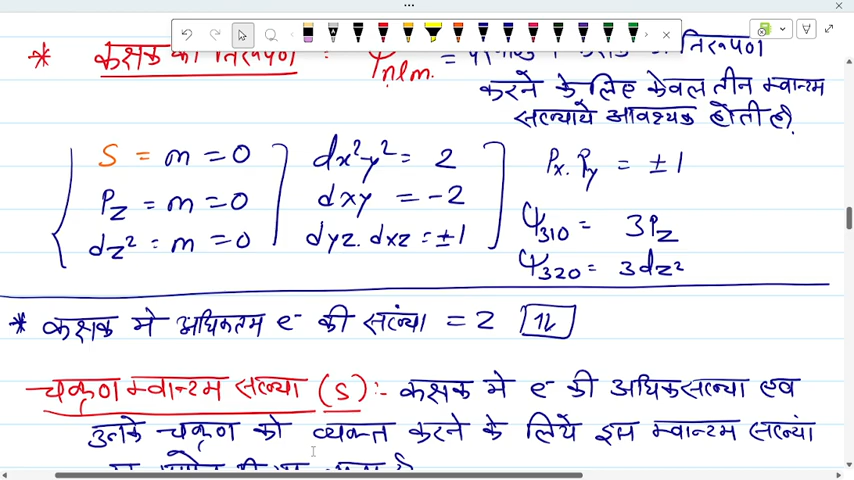 * कक्षक का निरूपण : Ψn.l.m. =
करने के लिए केवल तीन क्वान्टम
संख्याये आवश्यक होती है।
S = m = 0
Pz = m = 0
dz² = m = 0
dx²y² = 2
dxy = -2
dyz. dxz = ±1
Px. Py = ±1
Ψ310 = 3Pz
Ψ320 = 3dz²
* कक्षक मे अधिकतम e⁻ की संख्या = 2 ⥮
चक्रण क्वान्टम संख्या (S) :- कक्षक मे e⁻ की अधिकसंख्या एव
उनके चक्रण को व्यक्त करने के लिये इस क्वान्टम संख्या